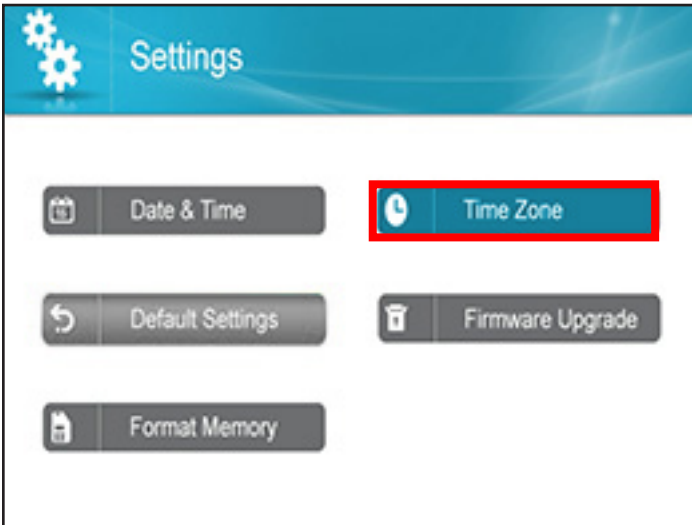 Settings
Date & Time
Time Zone
Default Settings
Firmware Upgrade
Format Memory